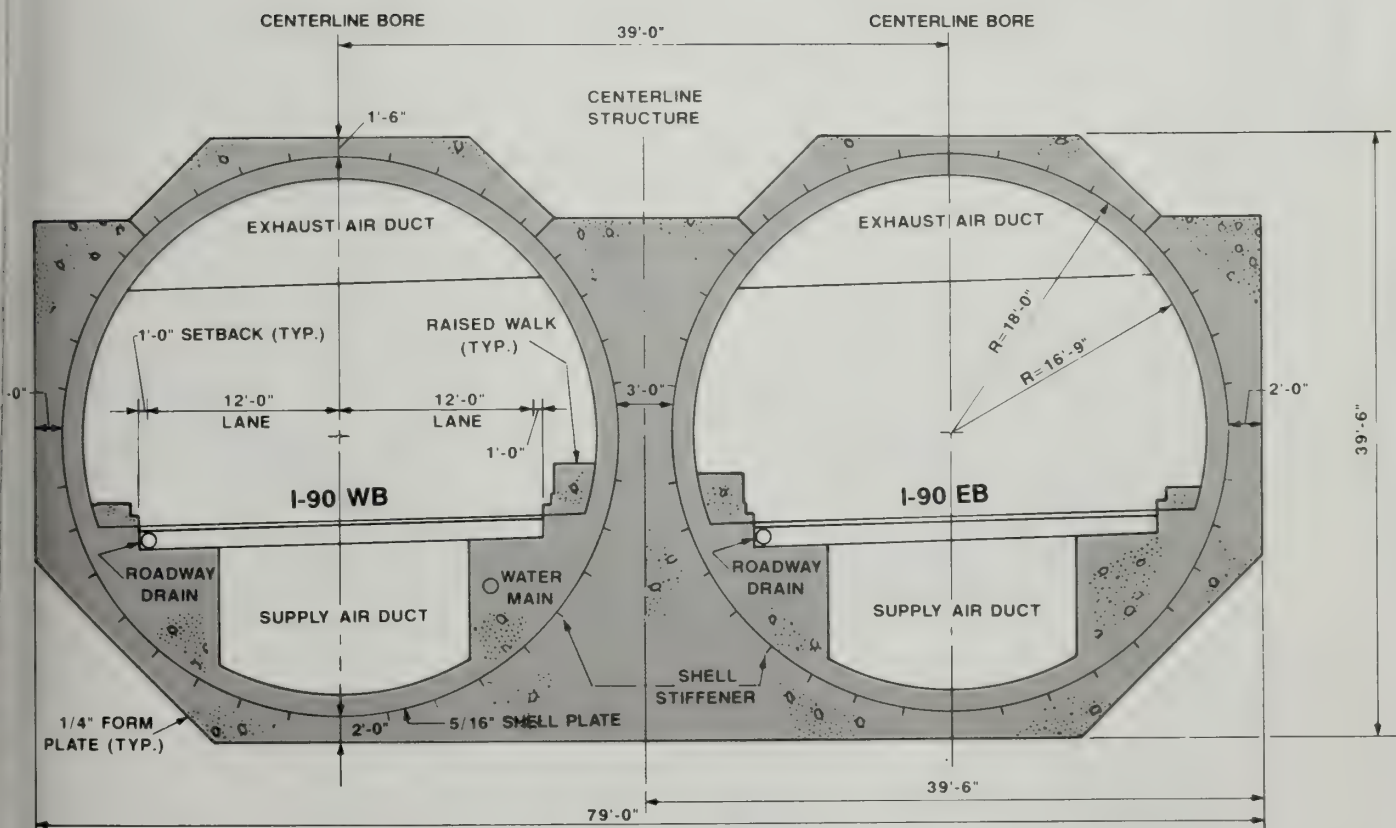 CENTERLINE BORE
CENTERLINE BORE
39'-0"
CENTERLINE
STRUCTURE
1'-6"
EXHAUST AIR DUCT
EXHAUST AIR DUCT
1'-0" SETBACK (TYP.)
RAISED WALK
(TYP.)
R=18'-0"
R=16'-9"
-0"
12'-0"
LANE
12'-0"
LANE
3'-0"
2'-0"
39'-6"
1'-0"
I-90 WB
I-90 EB
ROADWAY
DRAIN
WATER
MAIN
ROADWAY
DRAIN
SUPPLY AIR DUCT
SUPPLY AIR DUCT
SHELL
STIFFENER
1/4" FORM
PLATE (TYP.)
2'-0"
5/16" SHELL PLATE
39'-6"
79'-0"